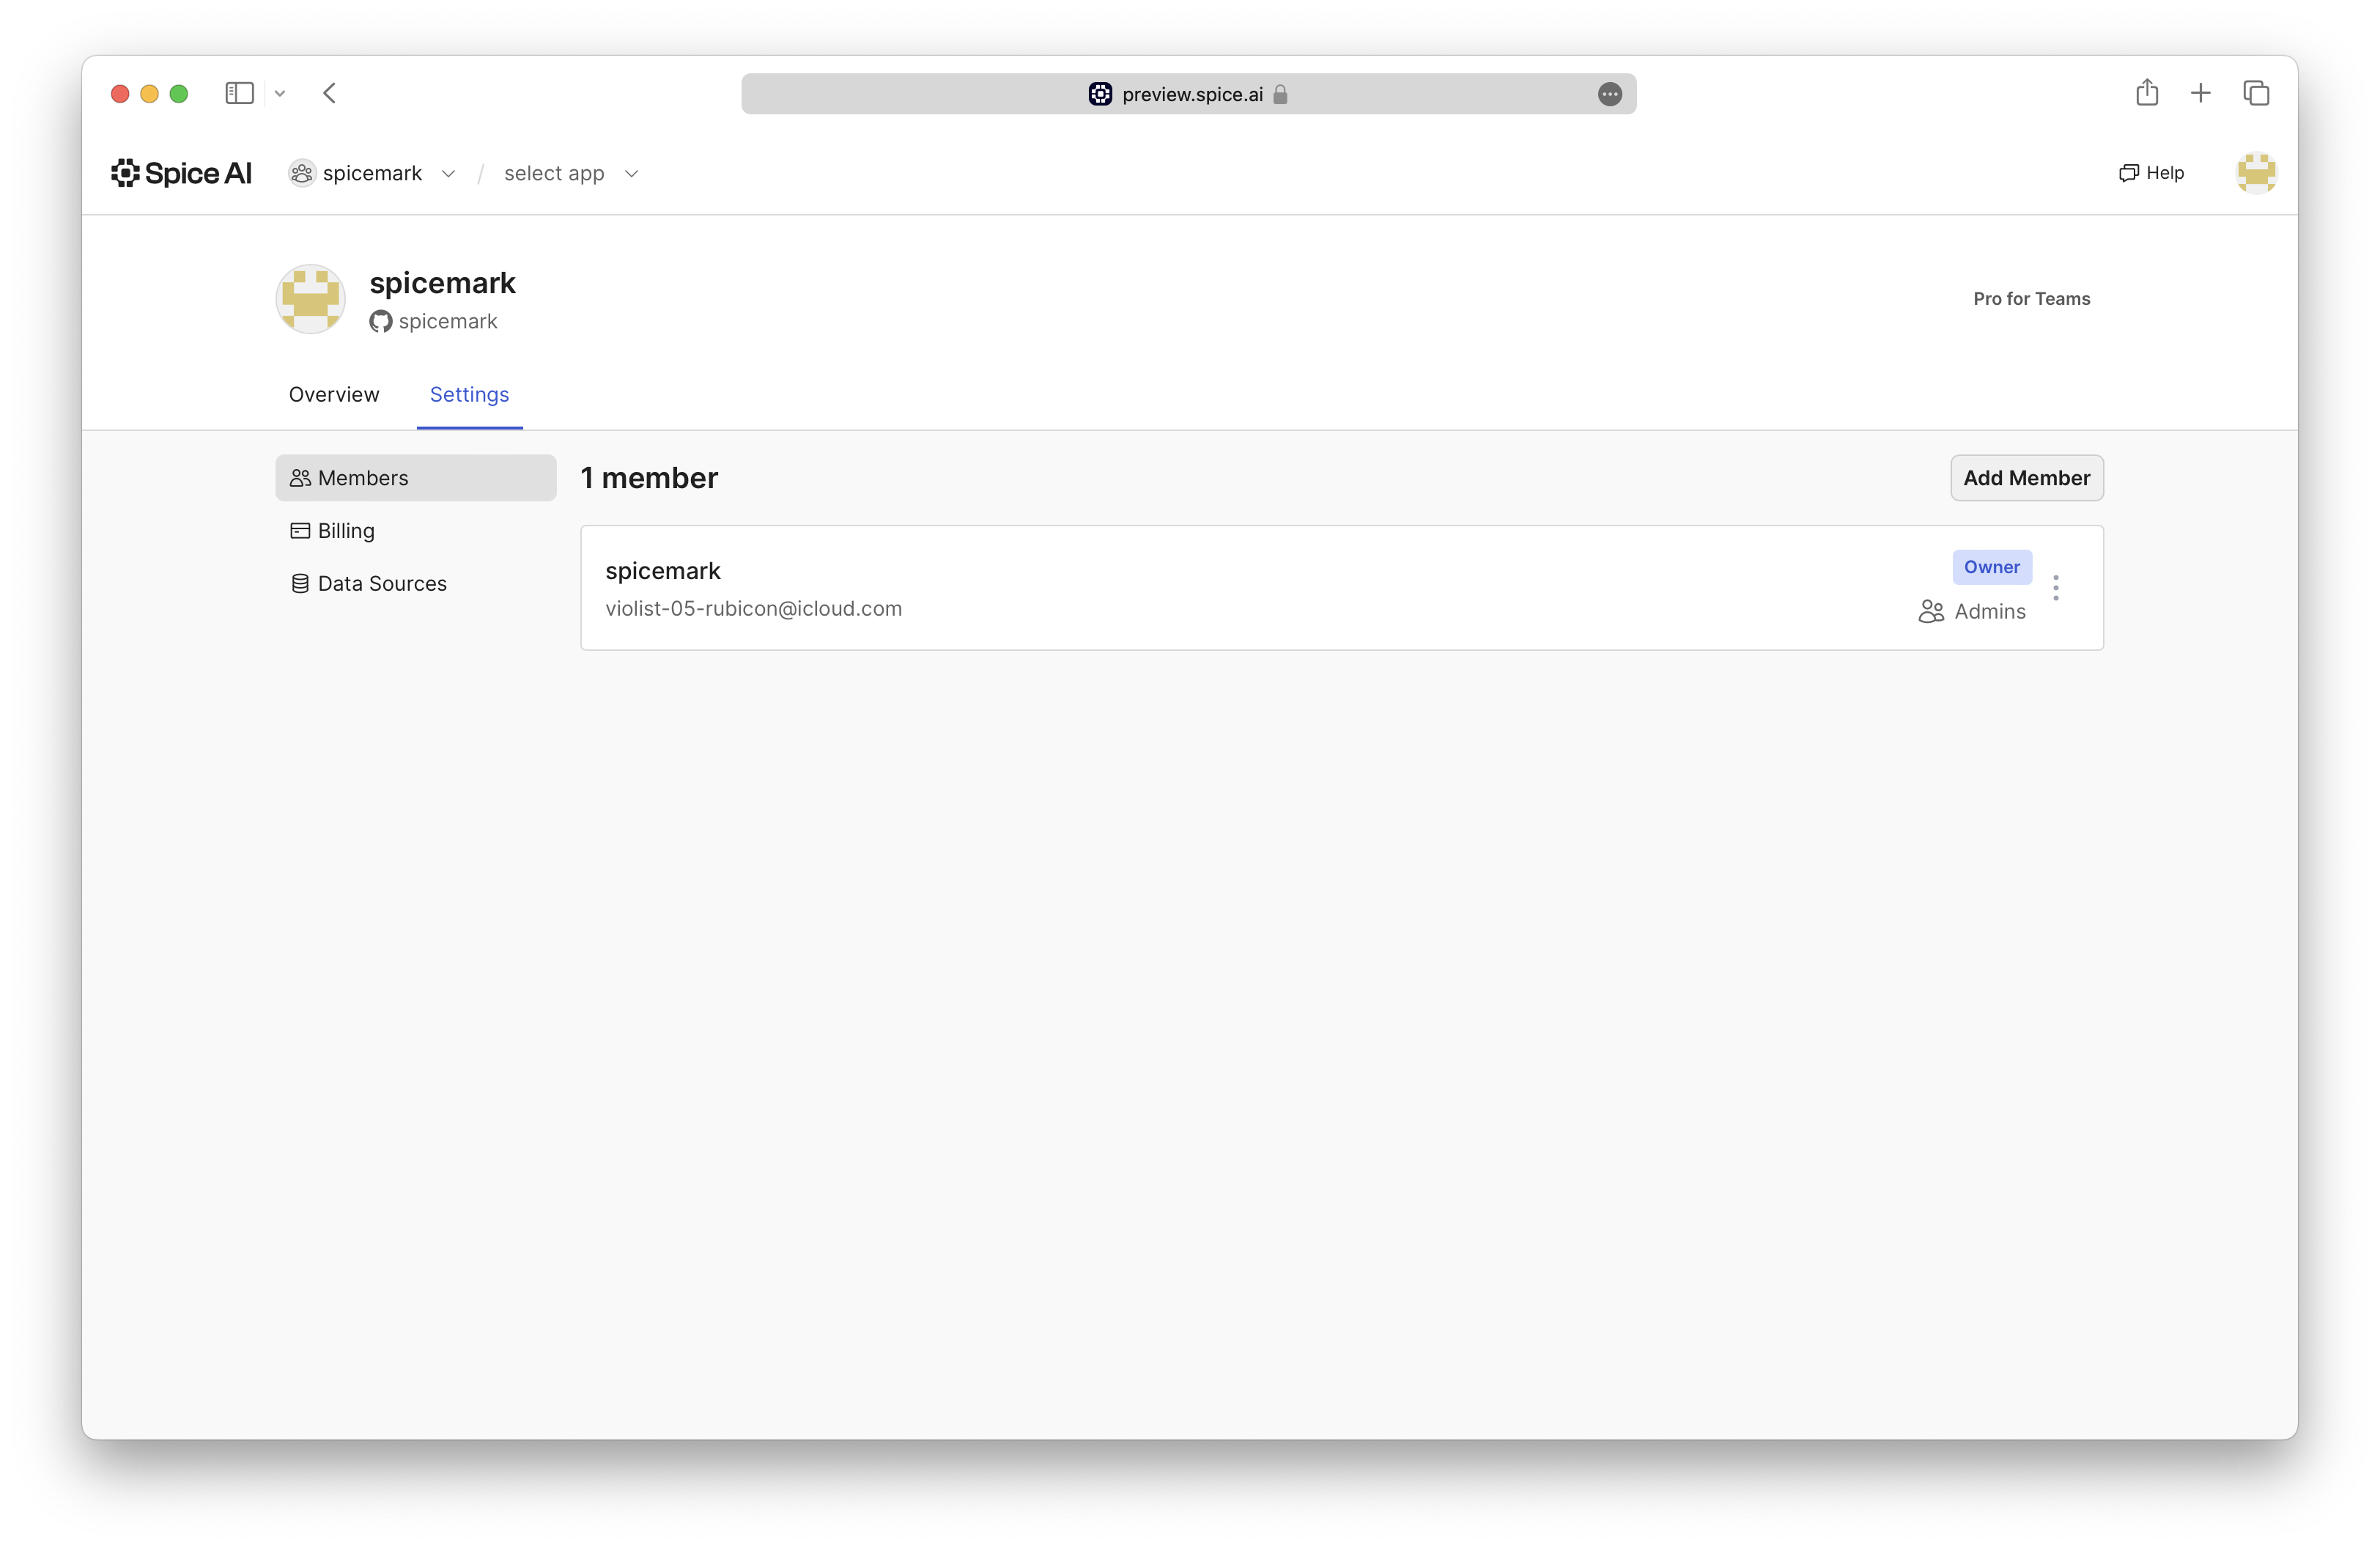 preview.spice.ai
Spice AI spicemark / select app Help
spicemark
spicemark
Pro for Teams
Overview Settings
Members
Billing
Data Sources
1 member
Add Member
spicemark
violist-05-rubicon@icloud.com
Owner
Admins